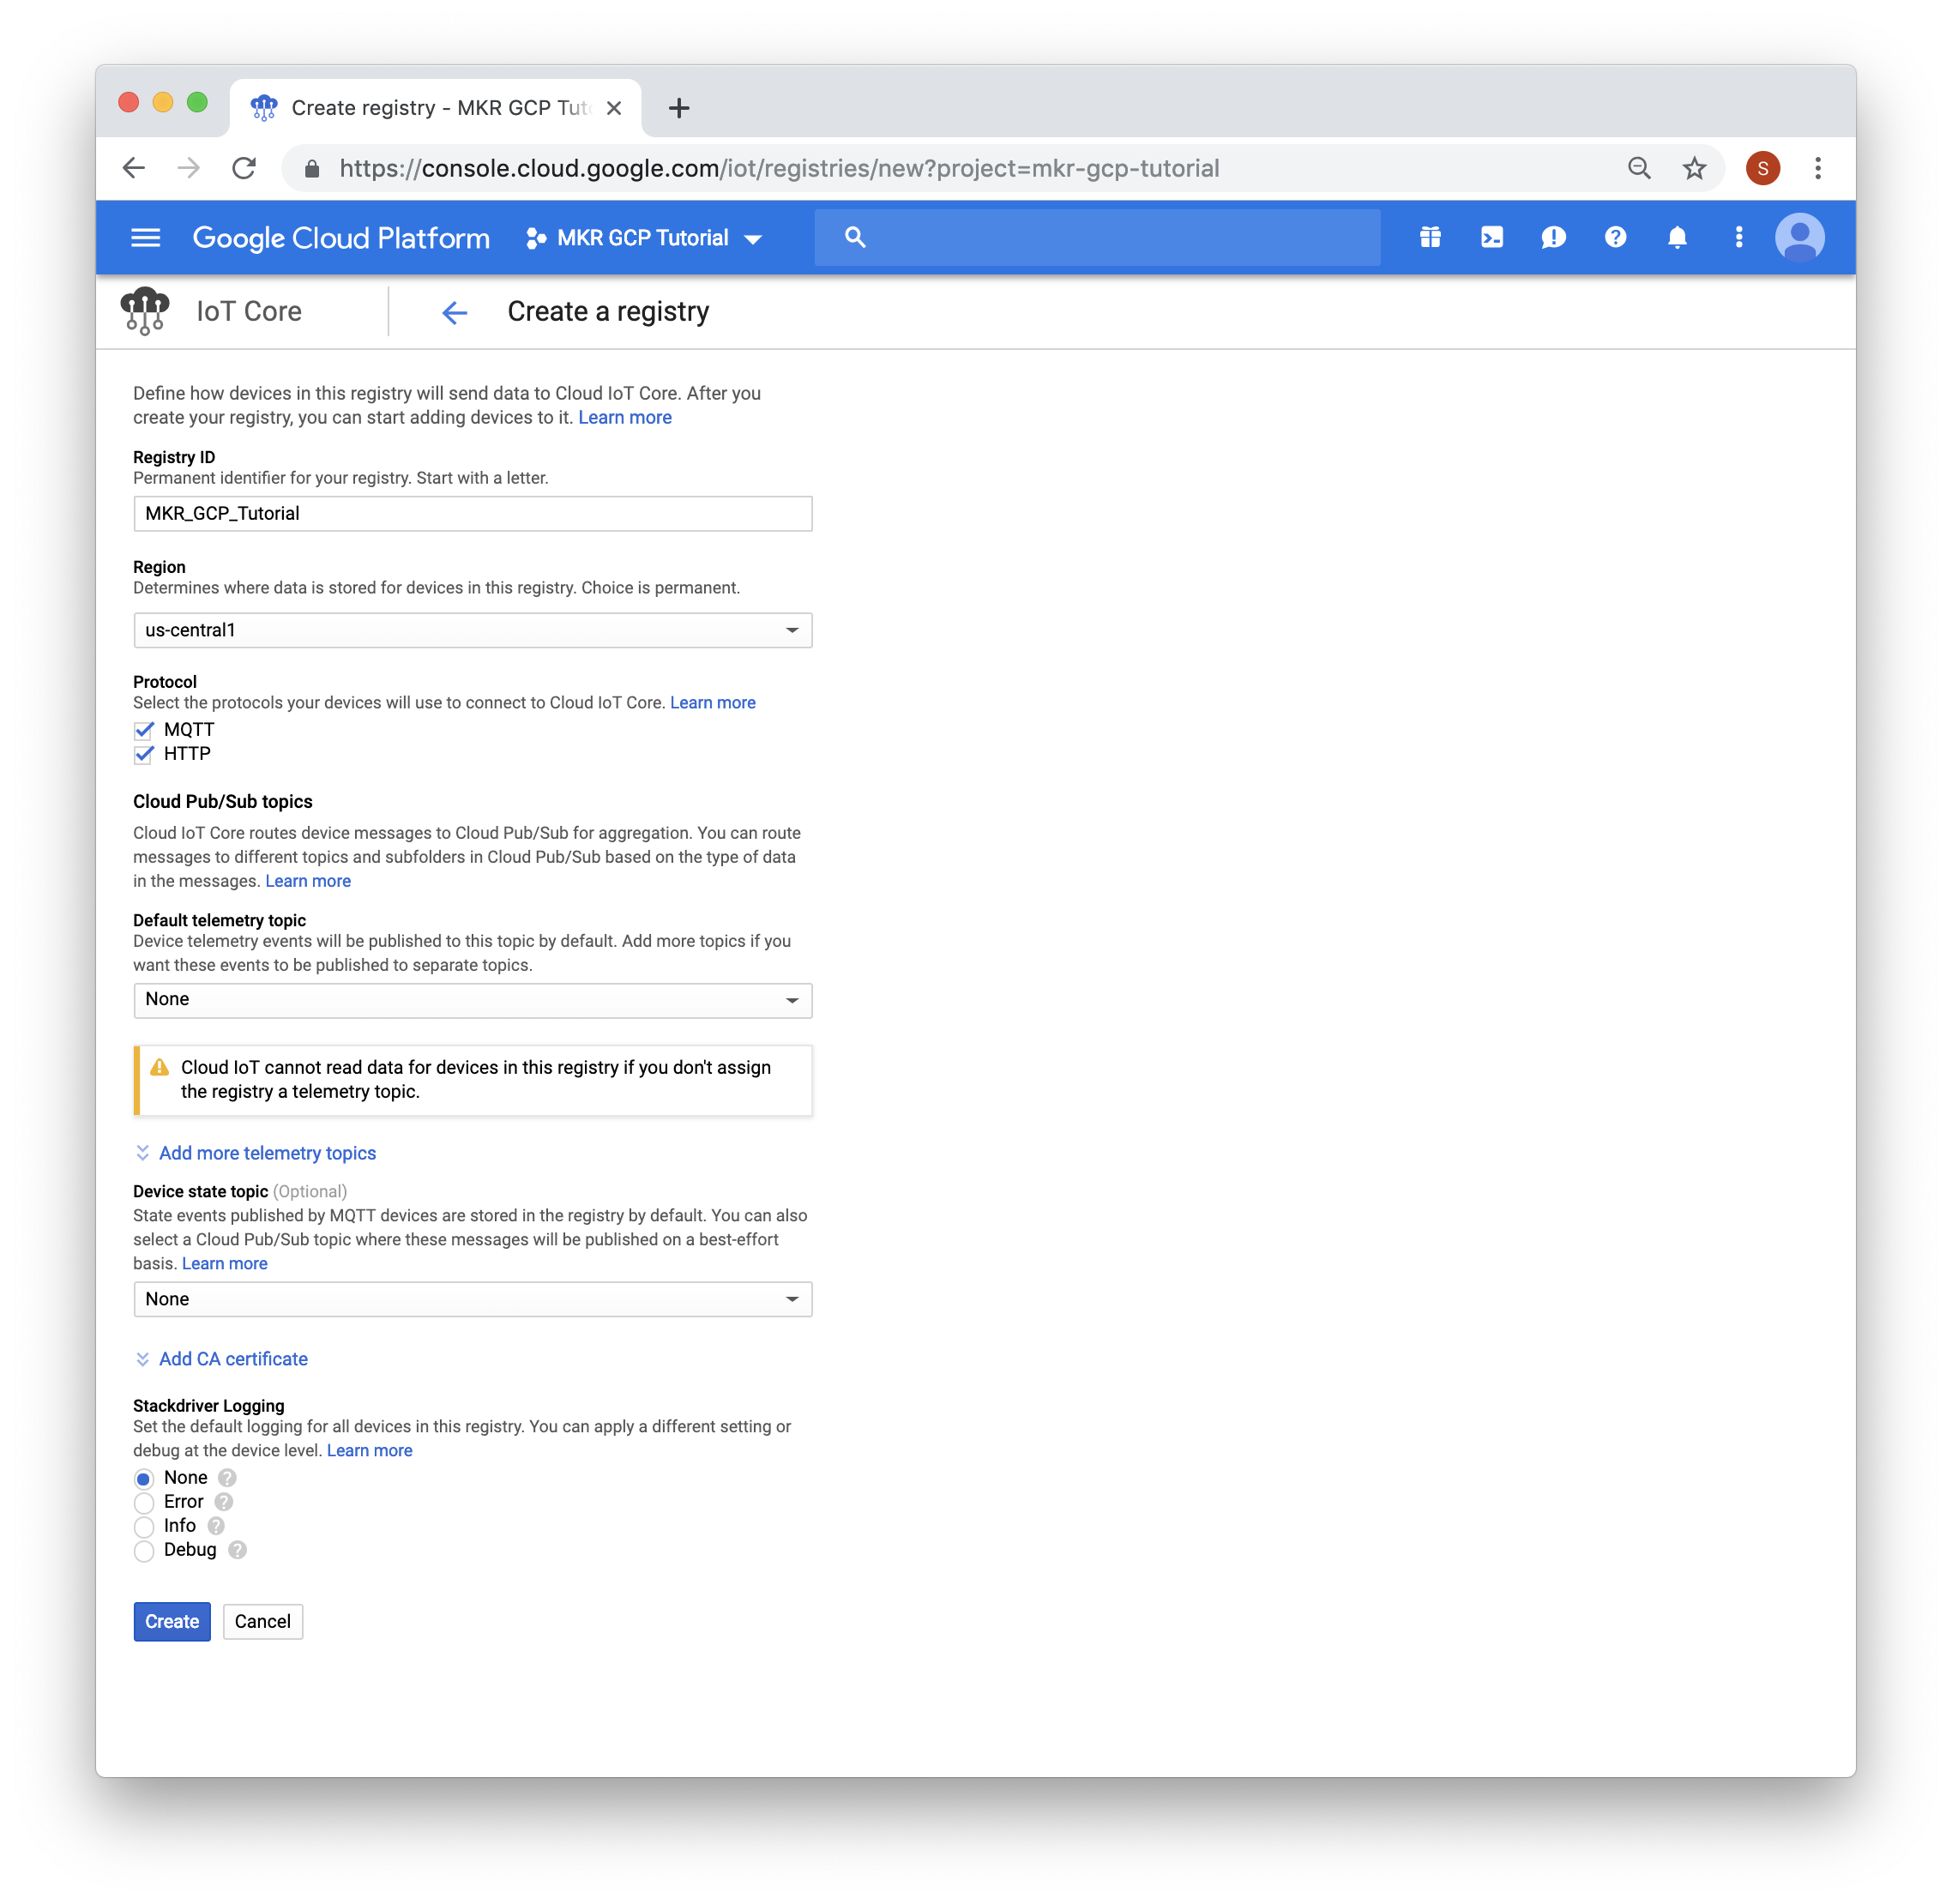 Create registry - MKR GCP Tut
https://console.cloud.google.com/iot/registries/new?project=mkr-gcp-tutorial
S
Google Cloud Platform
MKR GCP Tutorial
IoT Core
Create a registry
Define how devices in this registry will send data to Cloud IoT Core. After you
create your registry, you can start adding devices to it. Learn more
Registry ID
Permanent identifier for your registry. Start with a letter.
MKR_GCP_Tutorial
Region
Determines where data is stored for devices in this registry. Choice is permanent.
us-central1
Protocol
Select the protocols your devices will use to connect to Cloud IoT Core. Learn more
MQTT
HTTP
Cloud Pub/Sub topics
Cloud IoT Core routes device messages to Cloud Pub/Sub for aggregation. You can route
messages to different topics and subfolders in Cloud Pub/Sub based on the type of data
in the messages. Learn more
Default telemetry topic
Device telemetry events will be published to this topic by default. Add more topics if you
want these events to be published to separate topics.
None
Cloud IoT cannot read data for devices in this registry if you don't assign
the registry a telemetry topic.
Add more telemetry topics
Device state topic (Optional)
State events published by MQTT devices are stored in the registry by default. You can also
select a Cloud Pub/Sub topic where these messages will be published on a best-effort
basis. Learn more
None
Add CA certificate
Stackdriver Logging
Set the default logging for all devices in this registry. You can apply a different setting or
debug at the device level. Learn more
None
Error
Info
Debug
Create Cancel